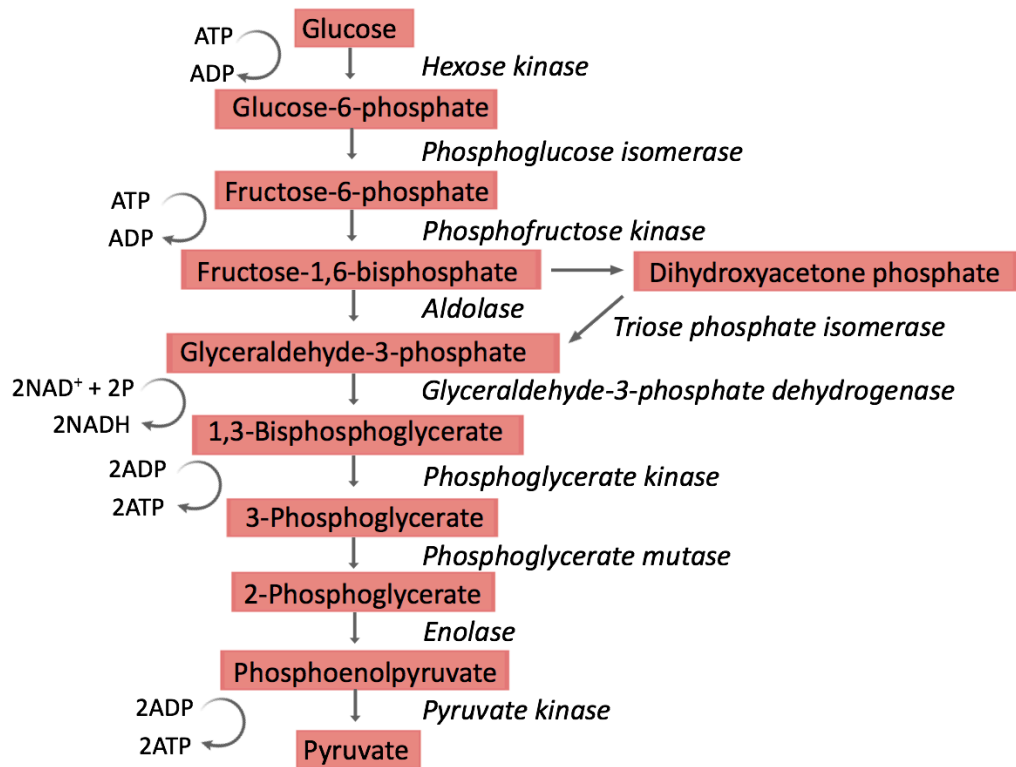 Glucose
ATP
ADP
Hexose kinase
Glucose-6-phosphate
Phosphoglucose isomerase
Fructose-6-phosphate
ATP
ADP
Phosphofructose kinase
Fructose-1,6-bisphosphate
Dihydroxyacetone phosphate
Aldolase
Triose phosphate isomerase
Glyceraldehyde-3-phosphate
2NAD⁺ + 2P
2NADH
Glyceraldehyde-3-phosphate dehydrogenase
1,3-Bisphosphoglycerate
2ADP
2ATP
Phosphoglycerate kinase
3-Phosphoglycerate
Phosphoglycerate mutase
2-Phosphoglycerate
Enolase
Phosphoenolpyruvate
2ADP
2ATP
Pyruvate kinase
Pyruvate